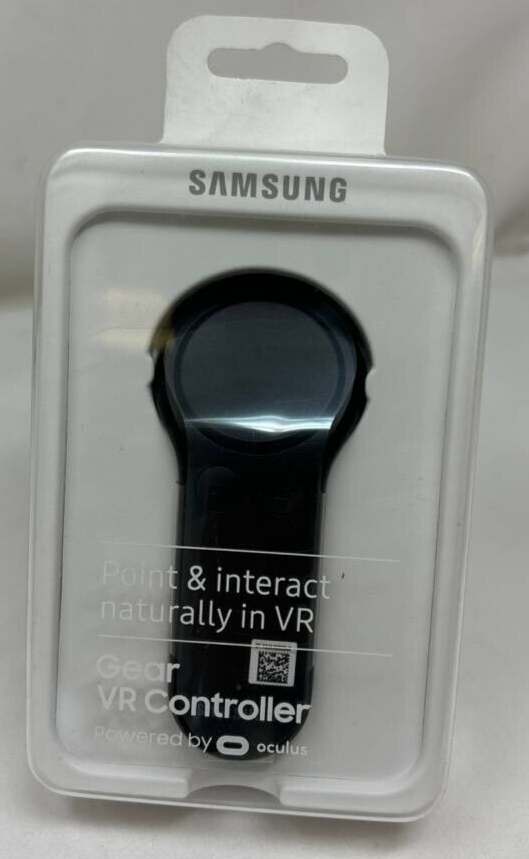 SAMSUNG
Point & interact
naturally in VR
Gear
VR Controller
Powered by oculus